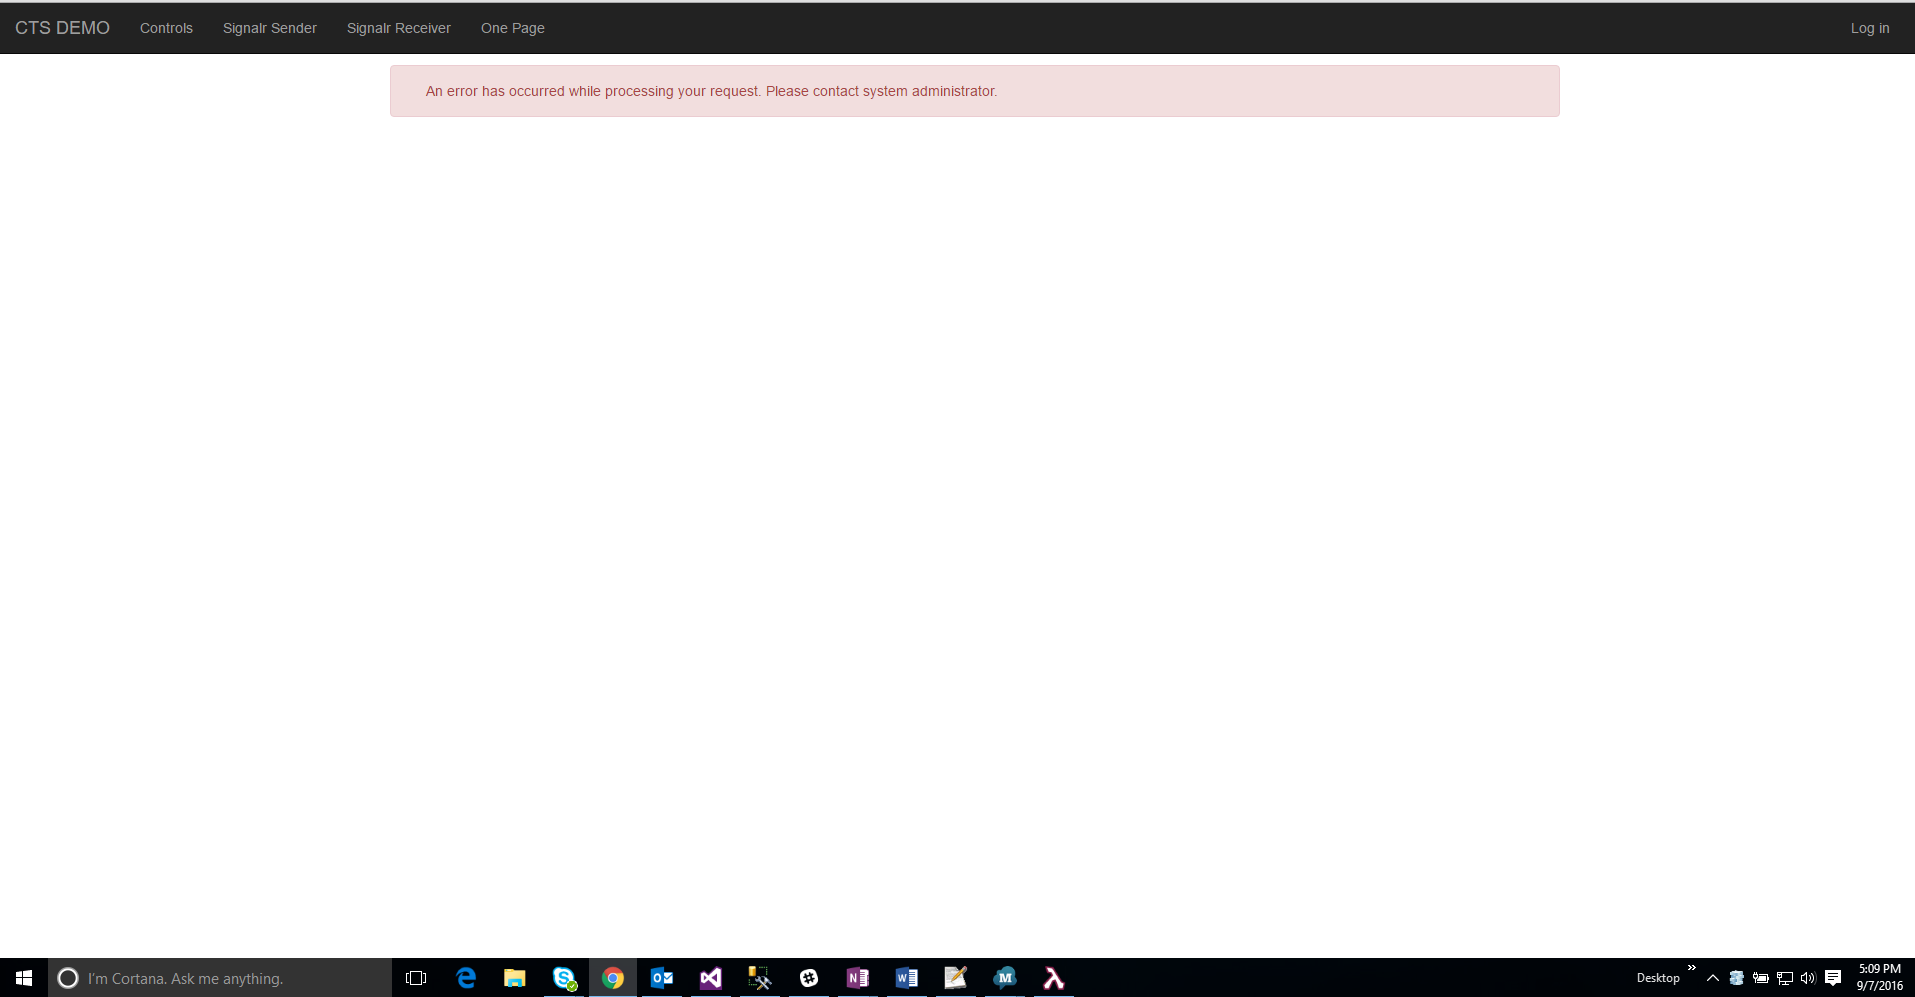 CTS DEMO Controls Signalr Sender Signalr Receiver One Page Log in
An error has occurred while processing your request. Please contact system administrator.
I'm Cortana. Ask me anything.
Desktop
5:09 PM
9/7/2016